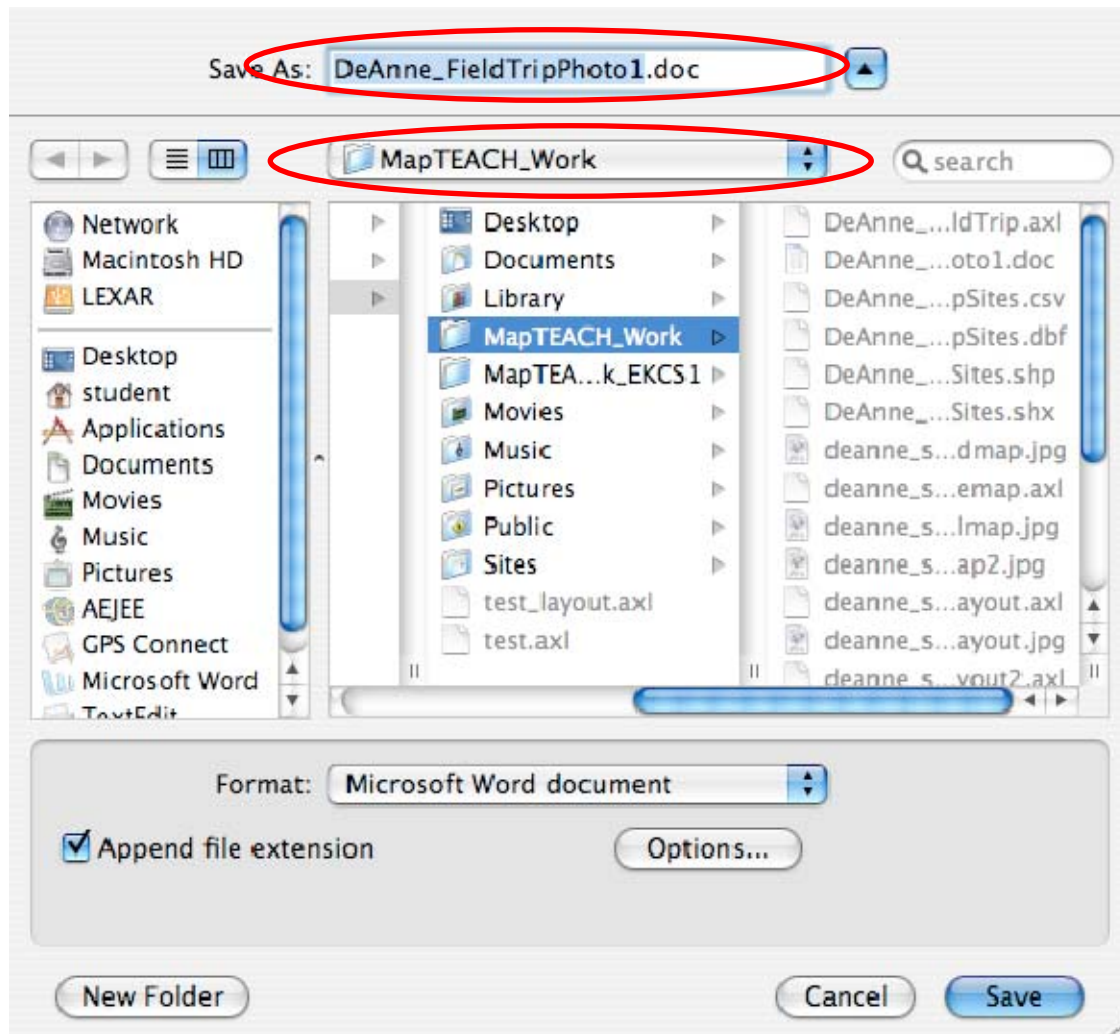 Save As: DeAnne_FieldTripPhoto1.doc
MapTEACH_Work
search
Network
Macintosh HD
LEXAR
Desktop
student
Applications
Documents
Movies
Music
Pictures
AEJEE
GPS Connect
Microsoft Word
TextEdit
Desktop
Documents
Library
MapTEACH_Work
MapTEA...k_EKCS1
Movies
Music
Pictures
Public
Sites
test_layout.axl
test.axl
DeAnne_...ldTrip.axl
DeAnne_...oto1.doc
DeAnne_...pSites.csv
DeAnne_...pSites.dbf
DeAnne_...Sites.shp
DeAnne_...Sites.shx
deanne_s...dmap.jpg
deanne_s...emap.axl
deanne_s...lmap.jpg
deanne_s...ap2.jpg
deanne_s...ayout.axl
deanne_s...ayout.jpg
deanne_s...yout2.axl
Format: Microsoft Word document
Append file extension
Options...
New Folder
Cancel
Save